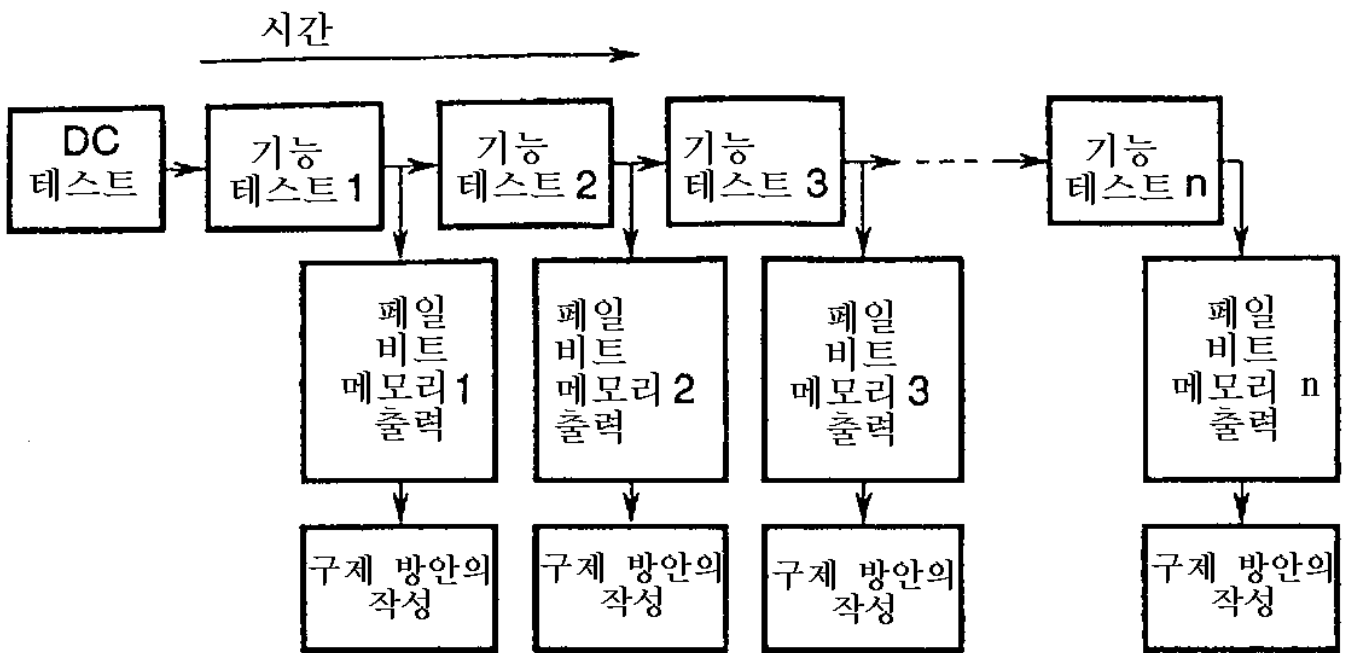 시간
DC
테스트
기능
테스트 1
기능
테스트 2
기능
테스트 3
기능
테스트 n
페일
비트
메모리 1
출력
페일
비트
메모리 2
출력
페일
비트
메모리 3
출력
페일
비트
메모리 n
출력
구제 방안의
작성
구제 방안의
작성
구제 방안의
작성
구제 방안의
작성